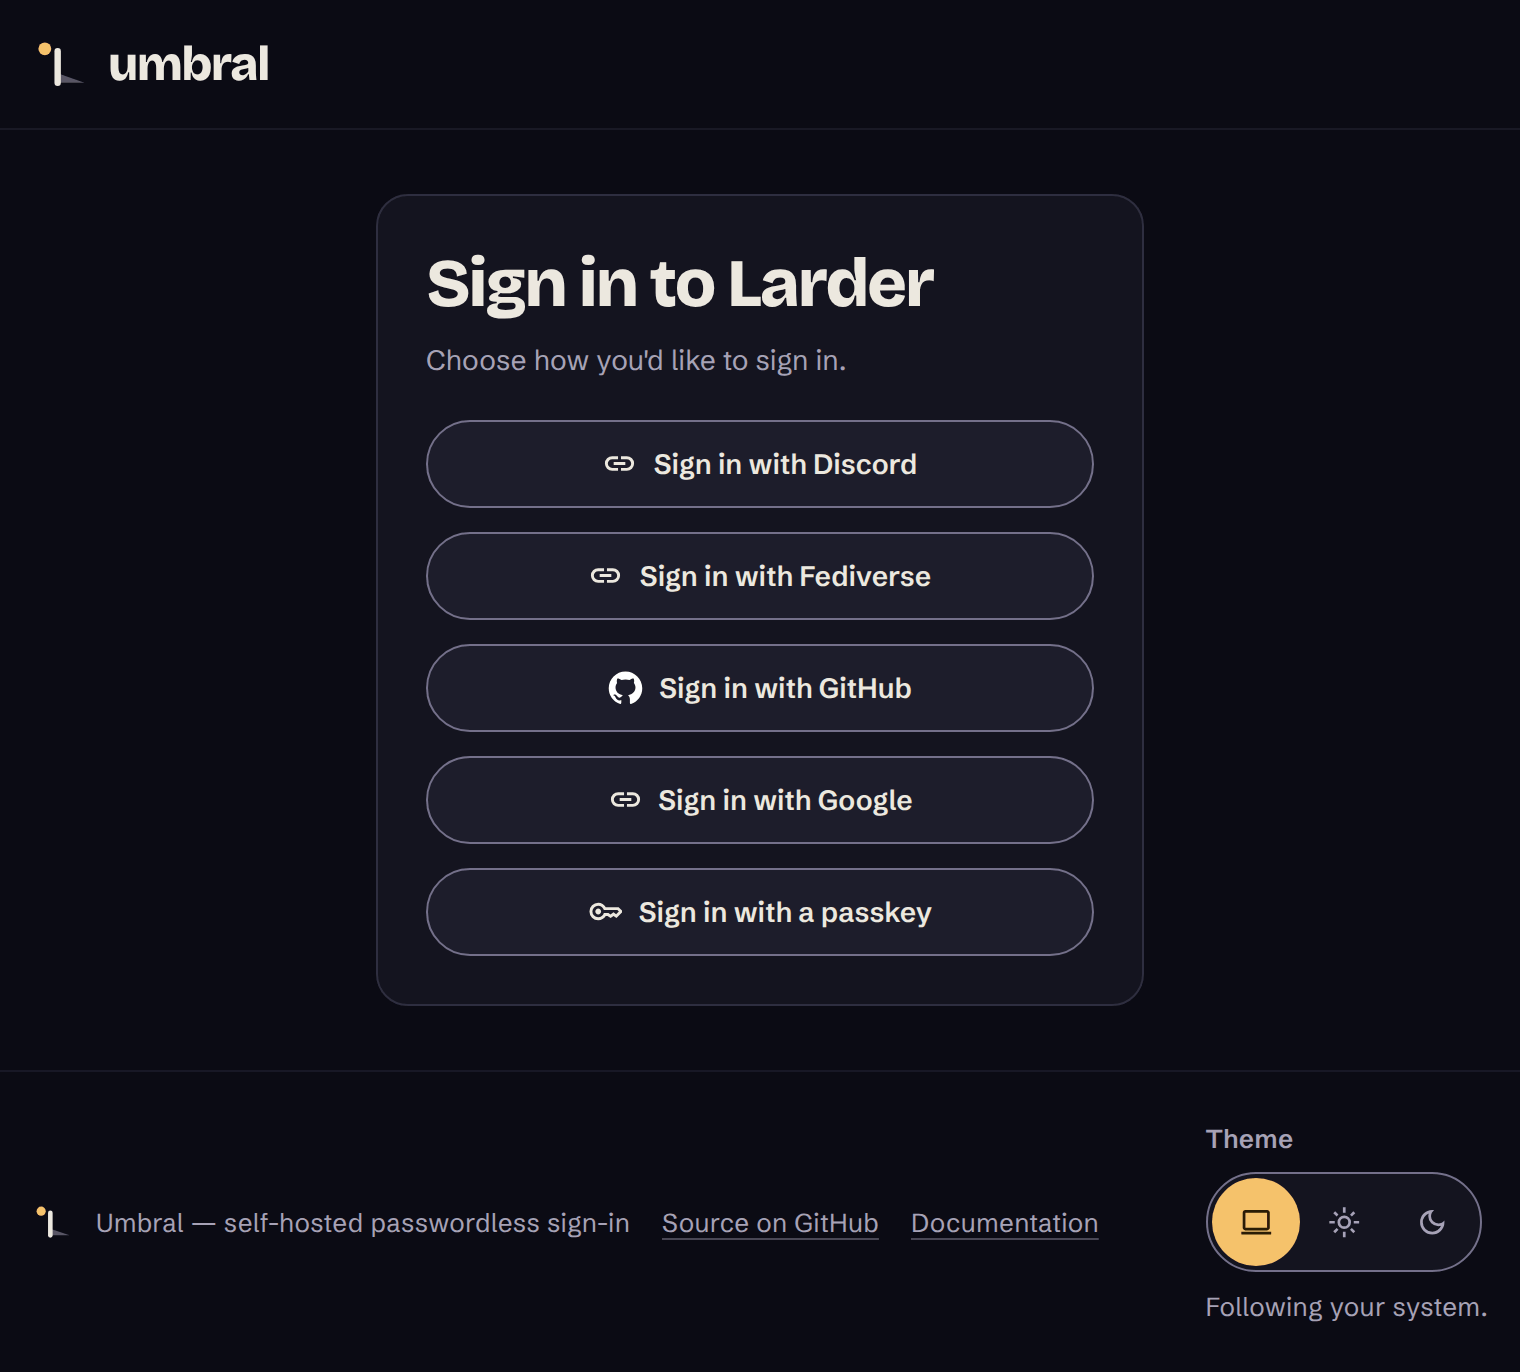 umbral
Sign in to Larder
Choose how you'd like to sign in.
Sign in with Discord
Sign in with Fediverse
Sign in with GitHub
Sign in with Google
Sign in with a passkey
Theme
Umbral — self-hosted passwordless sign-in Source on GitHub Documentation
Following your system.